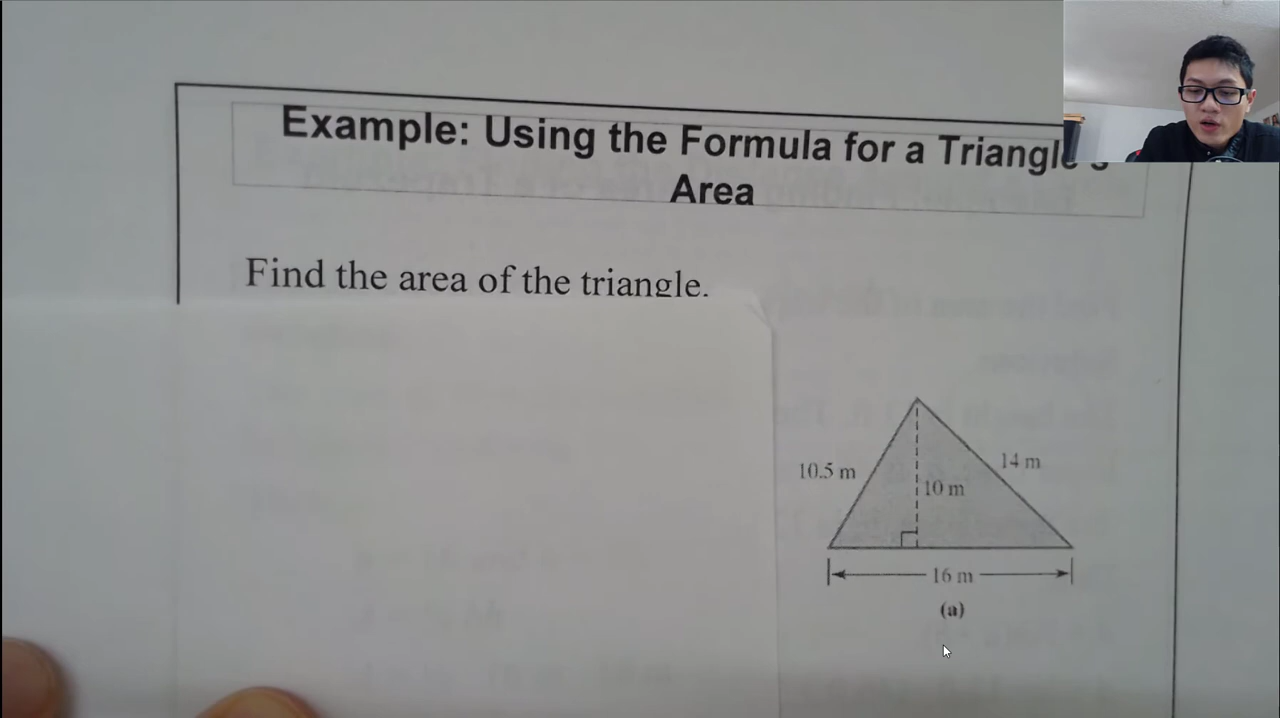 Example: Using the Formula for a Triangle's
Area
Find the area of the triangle.
10.5 m
14 m
10 m
16 m
(a)